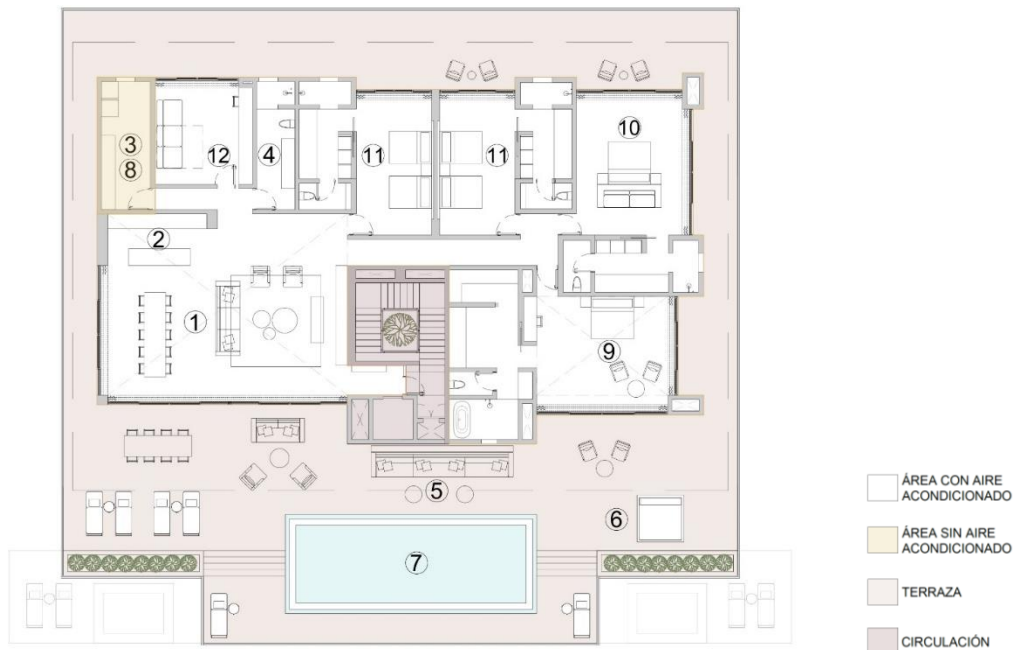 10
3
12
4
11
11
8
2
1
9
5
6
7
ÁREA CON AIRE
ACONDICIONADO
ÁREA SIN AIRE
ACONDICIONADO
TERRAZA
CIRCULACIÓN